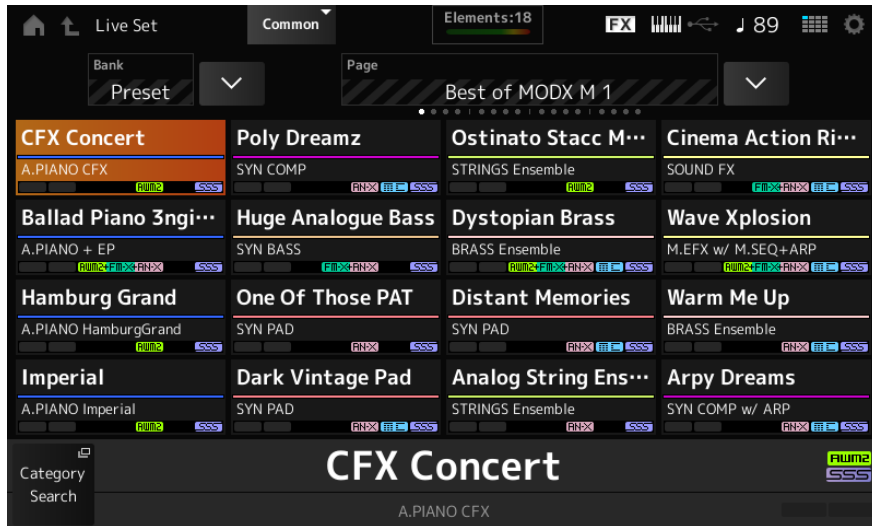 Live Set
Common
Elements:18
FX
89
Bank
Preset
Page
Best of MODX M 1
CFX Concert
A.PIANO CFX
AWM2 SSS
Poly Dreamz
SYN COMP
AN-X SSS
Ostinato Stacc M···
STRINGS Ensemble
AWM2 SSS
Cinema Action Ri···
SOUND FX
FM-X+AN-X SSS
Ballad Piano 3ngi···
A.PIANO + EP
AWM2+FM-X+AN-X SSS
Huge Analogue Bass
SYN BASS
FM-X+AN-X SSS
Dystopian Brass
BRASS Ensemble
AWM2+FM-X+AN-X SSS
Wave Xplosion
M.EFX w/ M.SEQ+ARP
AWM2+FM-X+AN-X SSS
Hamburg Grand
A.PIANO HamburgGrand
AWM2 SSS
One Of Those PAT
SYN PAD
AN-X SSS
Distant Memories
SYN PAD
AN-X SSS
Warm Me Up
BRASS Ensemble
AN-X SSS
Imperial
A.PIANO Imperial
AWM2 SSS
Dark Vintage Pad
SYN PAD
AN-X SSS
Analog String Ens···
STRINGS Ensemble
AN-X SSS
Arpy Dreams
SYN COMP w/ ARP
AN-X SSS
Category
Search
CFX Concert
AWM2
SSS
A.PIANO CFX